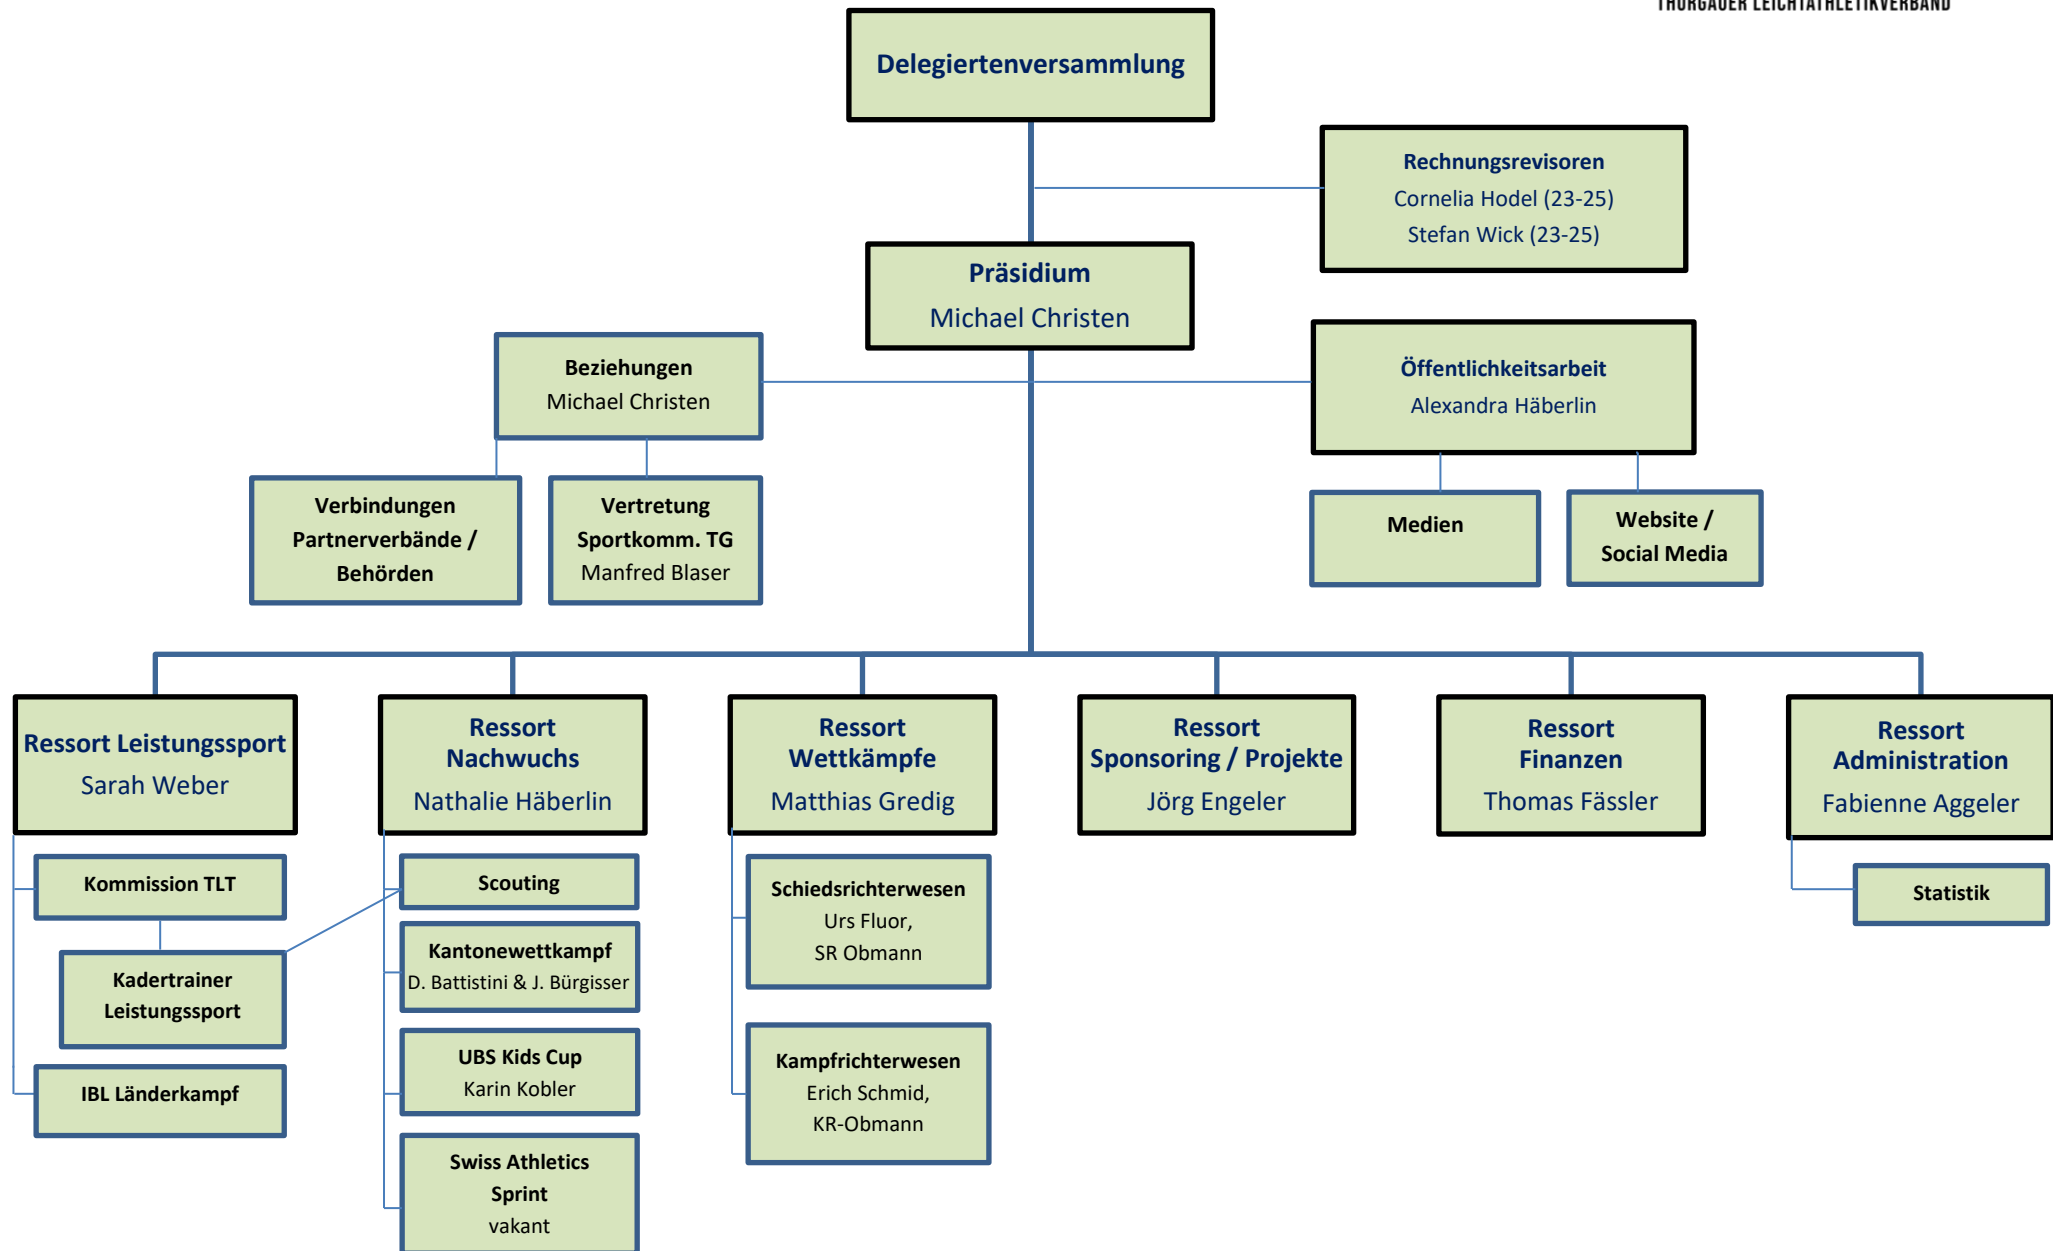 THURGAUER LEICHTATHLETIKVERBAND
Delegiertenversammlung
Rechnungsrevisoren
Cornelia Hodel (23-25)
Stefan Wick (23-25)
Präsidium
Michael Christen
Beziehungen
Michael Christen
Öffentlichkeitsarbeit
Alexandra Häberlin
Verbindungen
Partnerverbände /
Behörden
Vertretung
Sportkomm. TG
Manfred Blaser
Medien
Website /
Social Media
Ressort Leistungssport
Sarah Weber
Ressort
Nachwuchs
Nathalie Häberlin
Ressort
Wettkämpfe
Matthias Gredig
Ressort
Sponsoring / Projekte
Jörg Engeler
Ressort
Finanzen
Thomas Fässler
Ressort
Administration
Fabienne Aggeler
Kommission TLT
Kadertrainer
Leistungssport
IBL Länderkampf
Scouting
Kantonewettkampf
D. Battistini & J. Bürgisser
UBS Kids Cup
Karin Kobler
Swiss Athletics
Sprint
vakant
Schiedsrichterwesen
Urs Fluor,
SR Obmann
Kampfrichterwesen
Erich Schmid,
KR-Obmann
Statistik